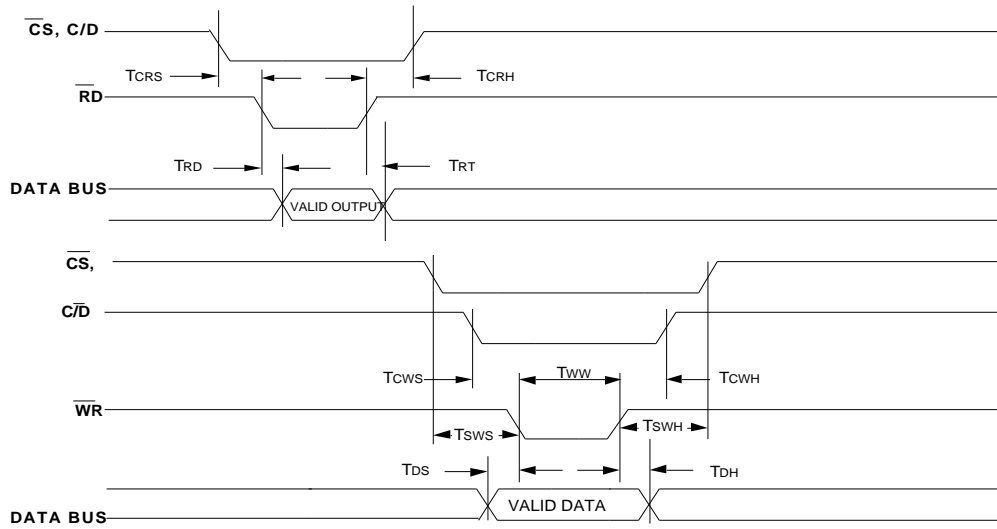 CS, C/D
TCRS
TCRH
RD
TRD
TRT
DATA BUS
VALID OUTPUT
CS,
C/D
TCWS
TWW
TCWH
WR
TSWS
TSWH
TDS
TDH
VALID DATA
DATA BUS